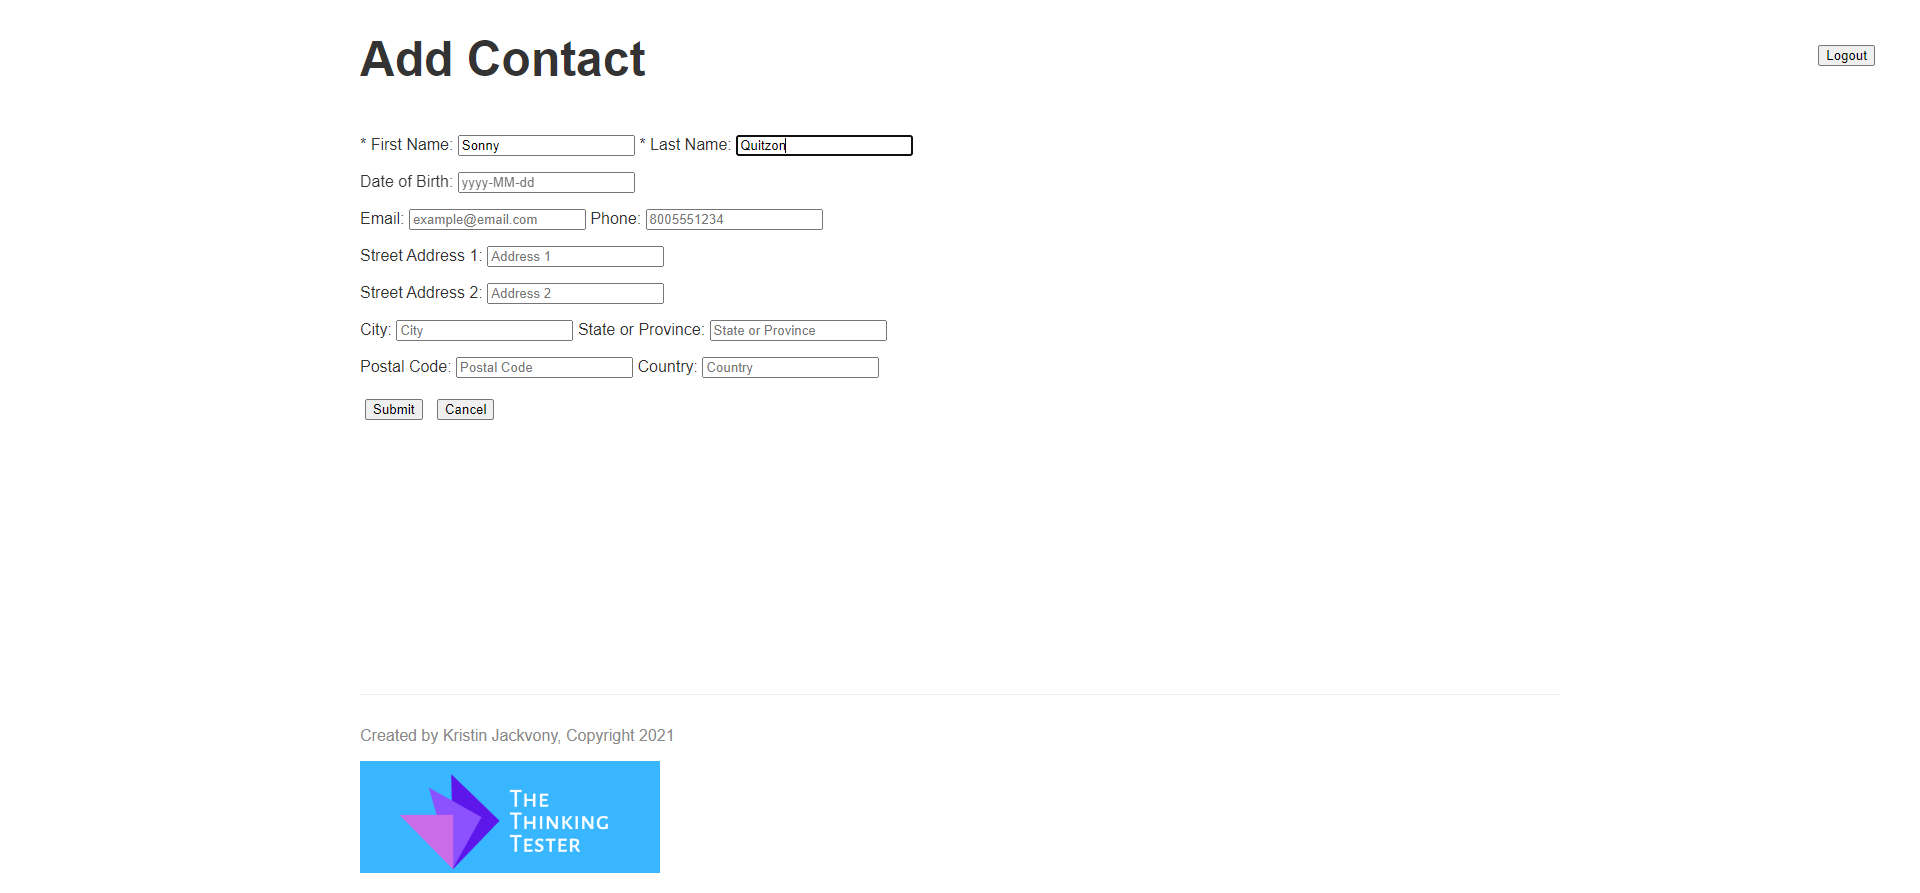 Add Contact
Logout
* First Name: Sonny * Last Name: Quitzon
Date of Birth: yyyy-MM-dd
Email: example@email.com Phone: 8005551234
Street Address 1: Address 1
Street Address 2: Address 2
City: City State or Province: State or Province
Postal Code: Postal Code Country: Country
Submit Cancel
Created by Kristin Jackvony, Copyright 2021
THE
THINKING
TESTER